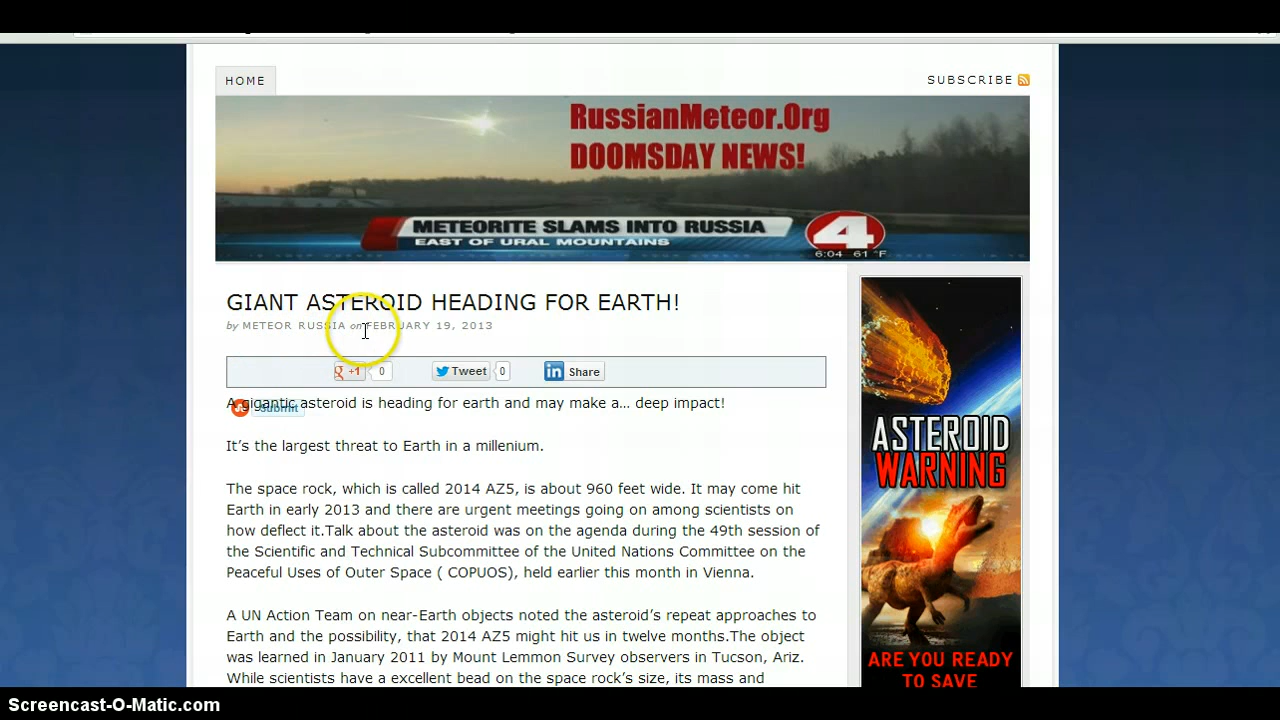 HOME
SUBSCRIBE
RussianMeteor.Org
DOOMSDAY NEWS!
METEORITE SLAMS INTO RUSSIA
EAST OF URAL MOUNTAINS
4
6:04 61 °F
GIANT ASTEROID HEADING FOR EARTH!
by METEOR RUSSIA on FEBRUARY 19, 2013
+1 0
Tweet 0
Share
Submit
A gigantic asteroid is heading for earth and may make a... deep impact!
It's the largest threat to Earth in a millenium.
The space rock, which is called 2014 AZ5, is about 960 feet wide. It may come hit
Earth in early 2013 and there are urgent meetings going on among scientists on
how deflect it.Talk about the asteroid was on the agenda during the 49th session of
the Scientific and Technical Subcommittee of the United Nations Committee on the
Peaceful Uses of Outer Space ( COPUOS), held earlier this month in Vienna.
A UN Action Team on near-Earth objects noted the asteroid's repeat approaches to
Earth and the possibility, that 2014 AZ5 might hit us in twelve months.The object
was learned in January 2011 by Mount Lemmon Survey observers in Tucson, Ariz.
While scientists have a excellent bead on the space rock's size, its mass and
ASTEROID
WARNING
ARE YOU READY
TO SAVE
Screencast-O-Matic.com